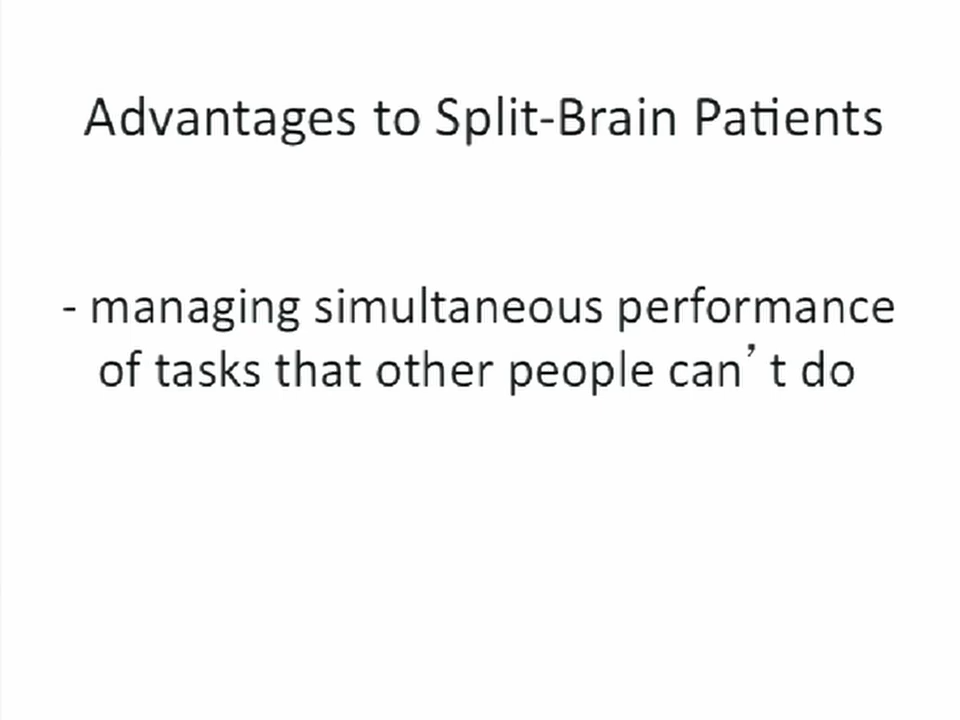 Advantages to Split-Brain Patients
- managing simultaneous performance
of tasks that other people can’t do